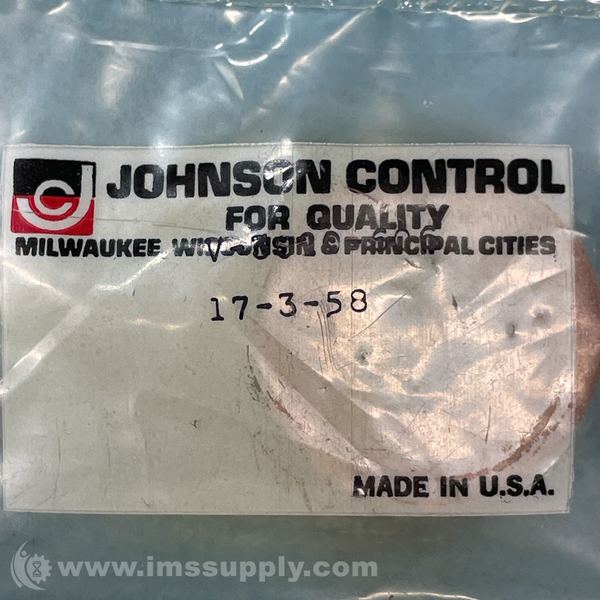 JOHNSON CONTROL
FOR QUALITY
MILWAUKEE, WISCONSIN & PRINCIPAL CITIES
17-3-58
MADE IN U.S.A.
www.imssupply.com